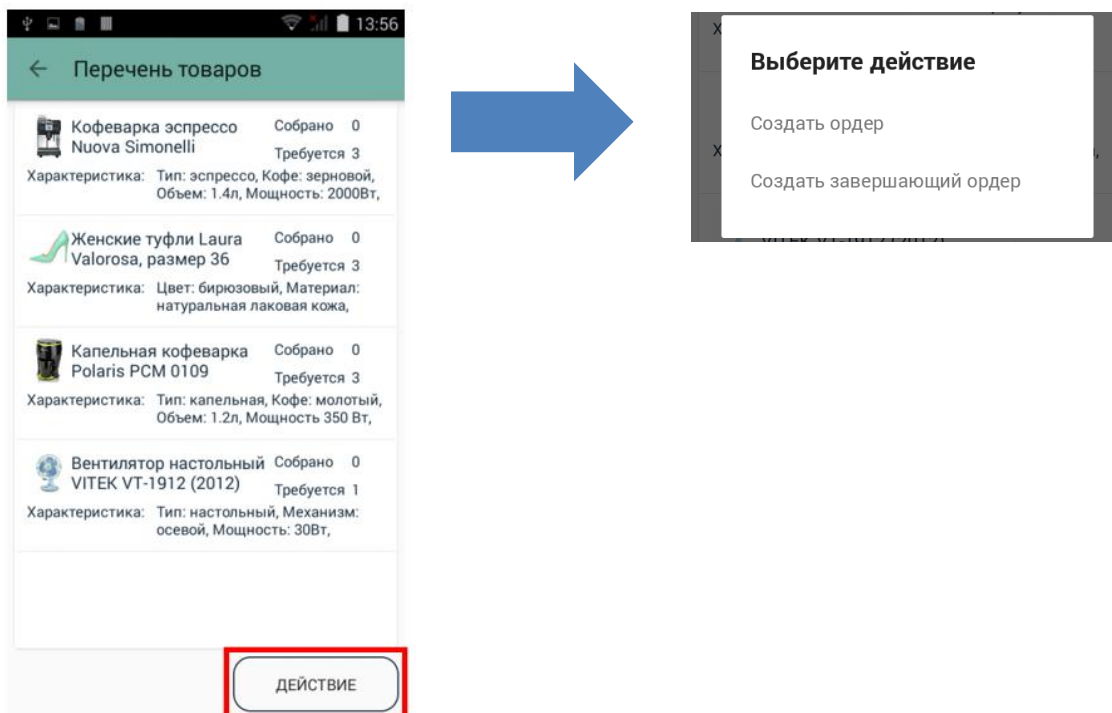 13:56
Перечень товаров
Кофеварка эспрессо Собрано 0
Nuova Simonelli Требуется 3
Характеристика: Тип: эспрессо, Кофе: зерновой,
Объем: 1.4л, Мощность: 2000Вт,
Женские туфли Laura Собрано 0
Valorosa, размер 36 Требуется 3
Характеристика: Цвет: бирюзовый, Материал:
натуральная лаковая кожа,
Капельная кофеварка Собрано 0
Polaris PCM 0109 Требуется 3
Характеристика: Тип: капельная, Кофе: молотый,
Объем: 1.2л, Мощность 350 Вт,
Вентилятор настольный Собрано 0
VITEK VT-1912 (2012) Требуется 1
Характеристика: Тип: настольный, Механизм:
осевой, Мощность: 30Вт,
ДЕЙСТВИЕ
Выберите действие
Создать ордер
Создать завершающий ордер
VITEK VT-1912 (2012)